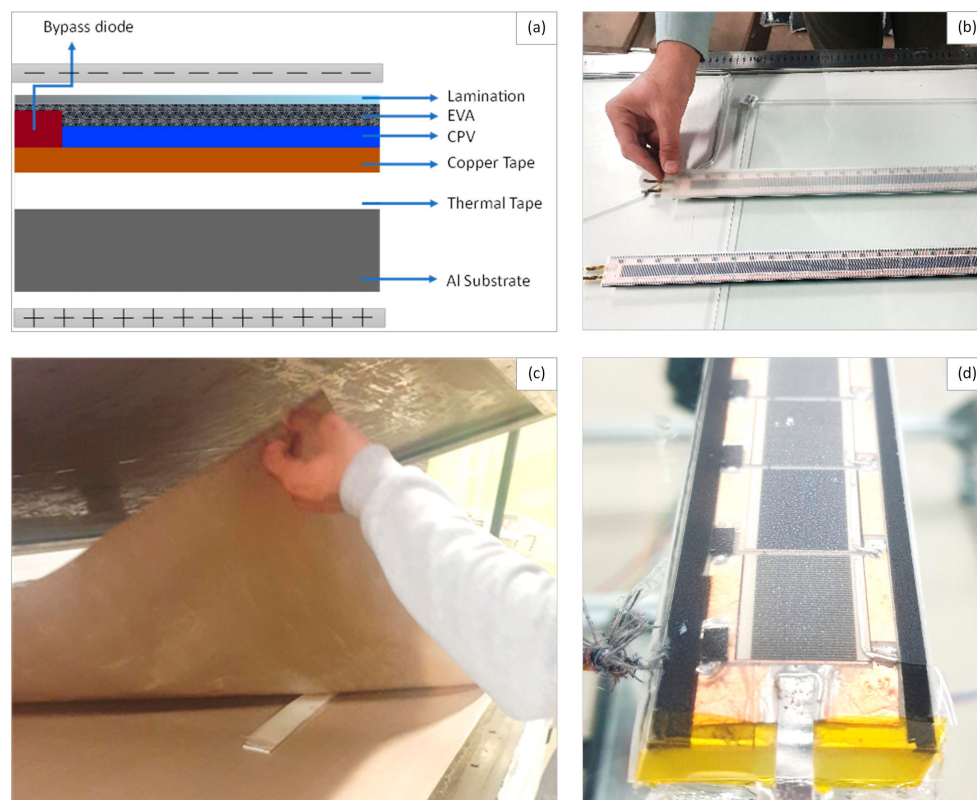 Bypass diode
(a)
Lamination
EVA
CPV
Copper Tape
Thermal Tape
Al Substrate
(b)
(c)
(d)